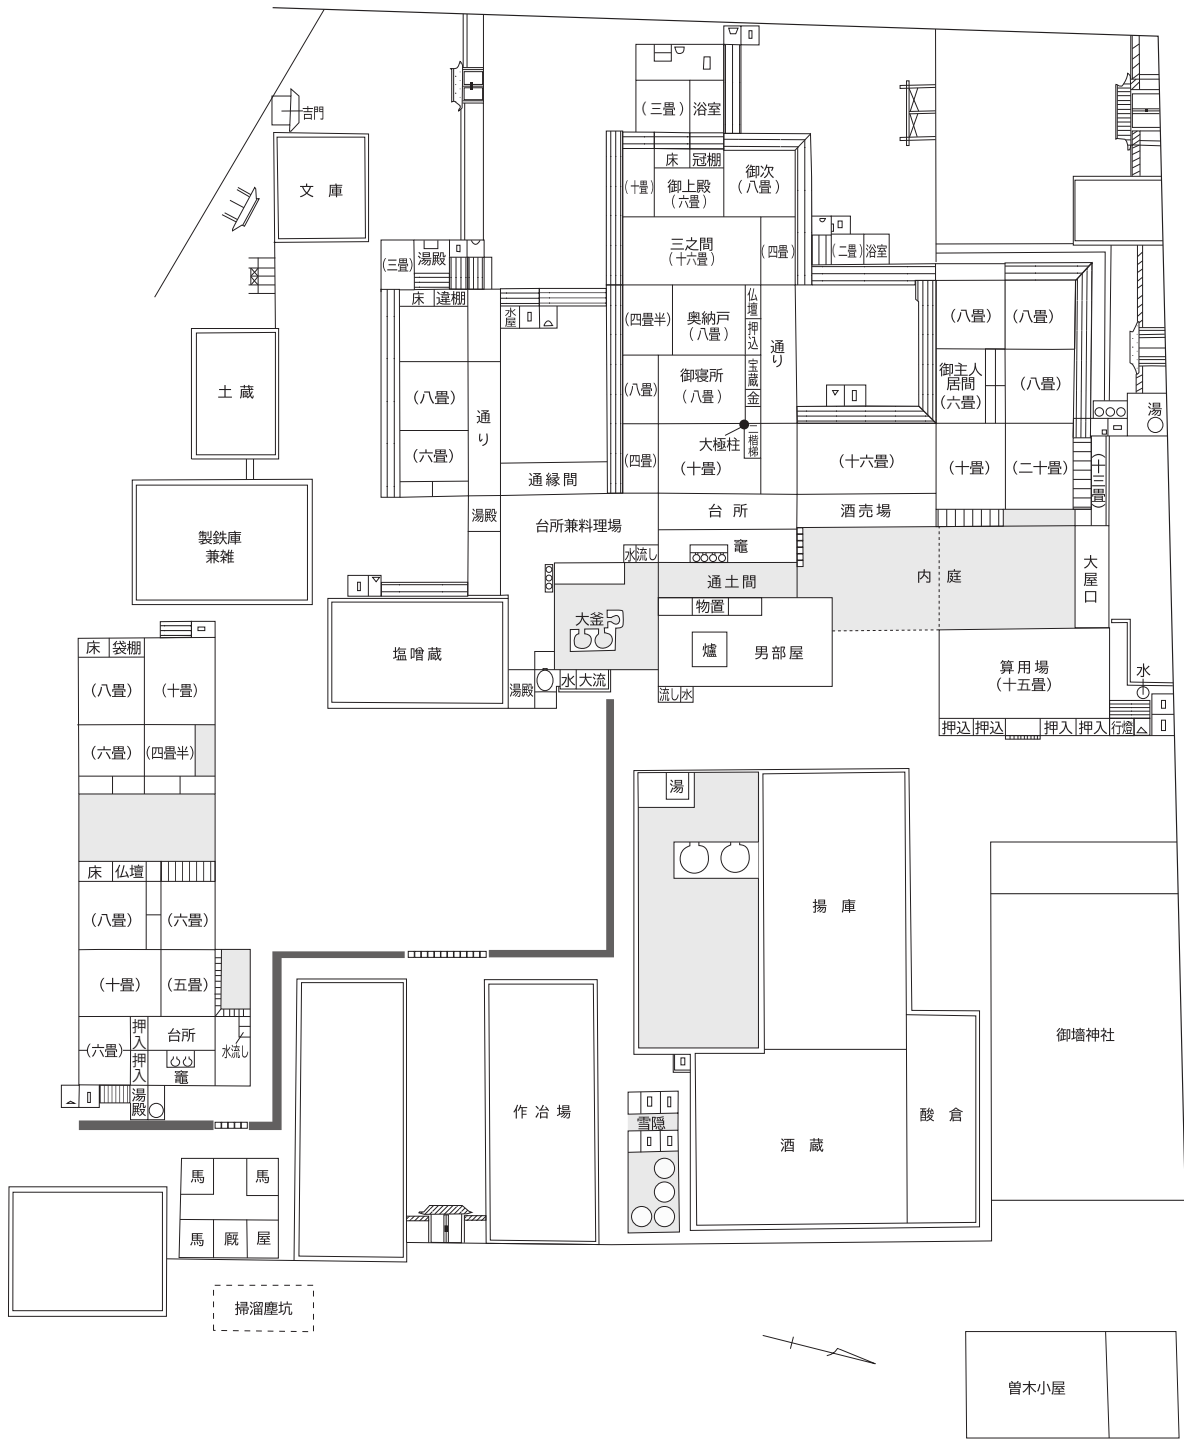 吉門
文庫
(三畳)
浴室
床
冠棚
御次
(八畳)
(十畳)
御上殿
(六畳)
三之間
(十六畳)
(四畳)
(二畳)
浴室
(三畳)
湯殿
床
違棚
水屋
(四畳半)
奥納戸
(八畳)
仏壇
押込
通り
(八畳)
(八畳)
土蔵
(八畳)
通り
(八畳)
御寝所
(八畳)
宝蔵
金
御主人
居間
(六畳)
(八畳)
湯
(六畳)
大極柱
二階梯
(四畳)
(十畳)
(十六畳)
(十畳)
(二十畳)
(十三畳)
通縁間
製鉄庫
兼雑
湯殿
台所兼料理場
台所
酒売場
水流し
竈
通土間
内庭
大屋口
大釜
物置
爐
男部屋
塩噌蔵
湯殿
水
大流
流し水
算用場
(十五畳)
水
押込
押込
押入
押入
行燈
床
袋棚
(八畳)
(十畳)
(六畳)
(四畳半)
床
仏壇
(八畳)
(六畳)
(十畳)
(五畳)
(六畳)
押入
台所
水流し
押入
竈
湯殿
湯
揚庫
御墻神社
作冶場
雪隠
酒蔵
酸倉
馬
馬
馬
厩
屋
掃溜塵坑
曽木小屋